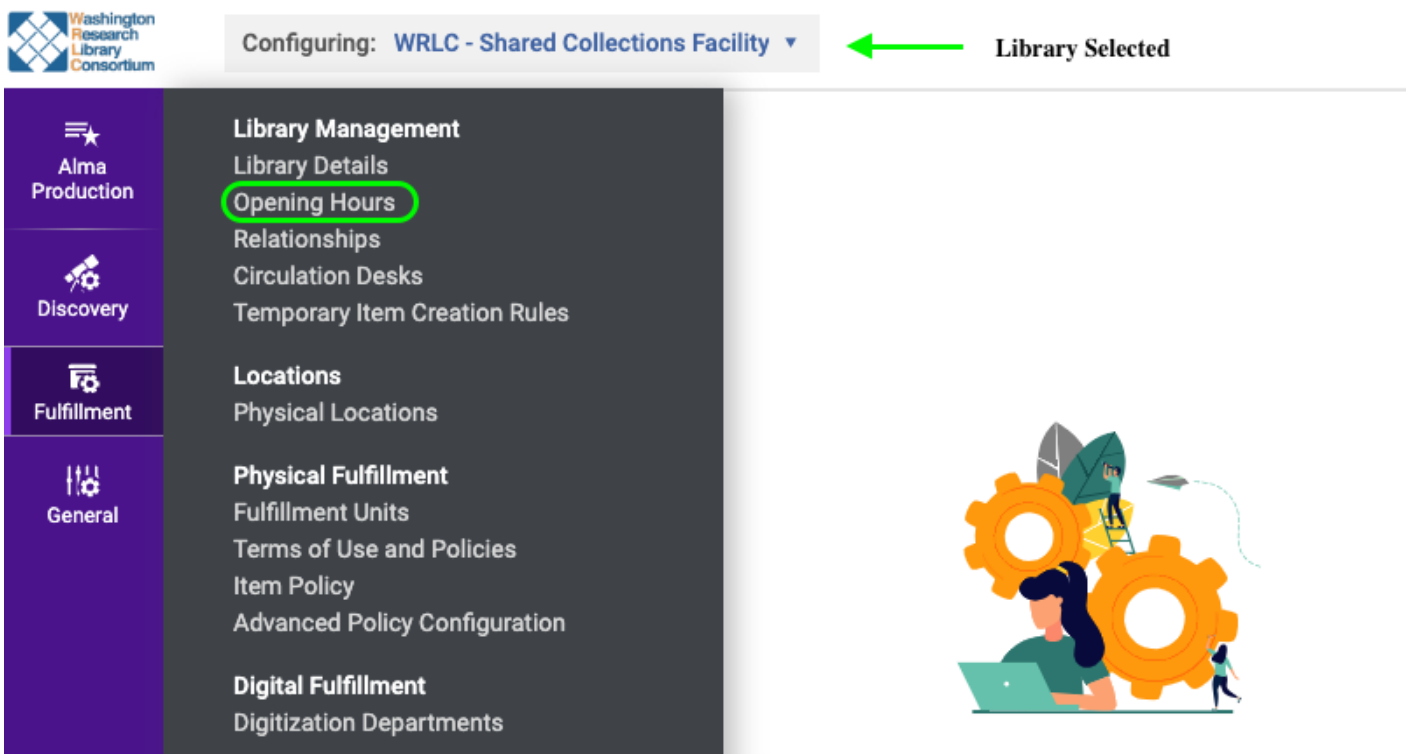 Washington
Research
Library
Consortium
Configuring: WRLC - Shared Collections Facility
Library Selected
Alma
Production
Discovery
Fulfillment
General
Library Management
Library Details
Opening Hours
Relationships
Circulation Desks
Temporary Item Creation Rules
Locations
Physical Locations
Physical Fulfillment
Fulfillment Units
Terms of Use and Policies
Item Policy
Advanced Policy Configuration
Digital Fulfillment
Digitization Departments